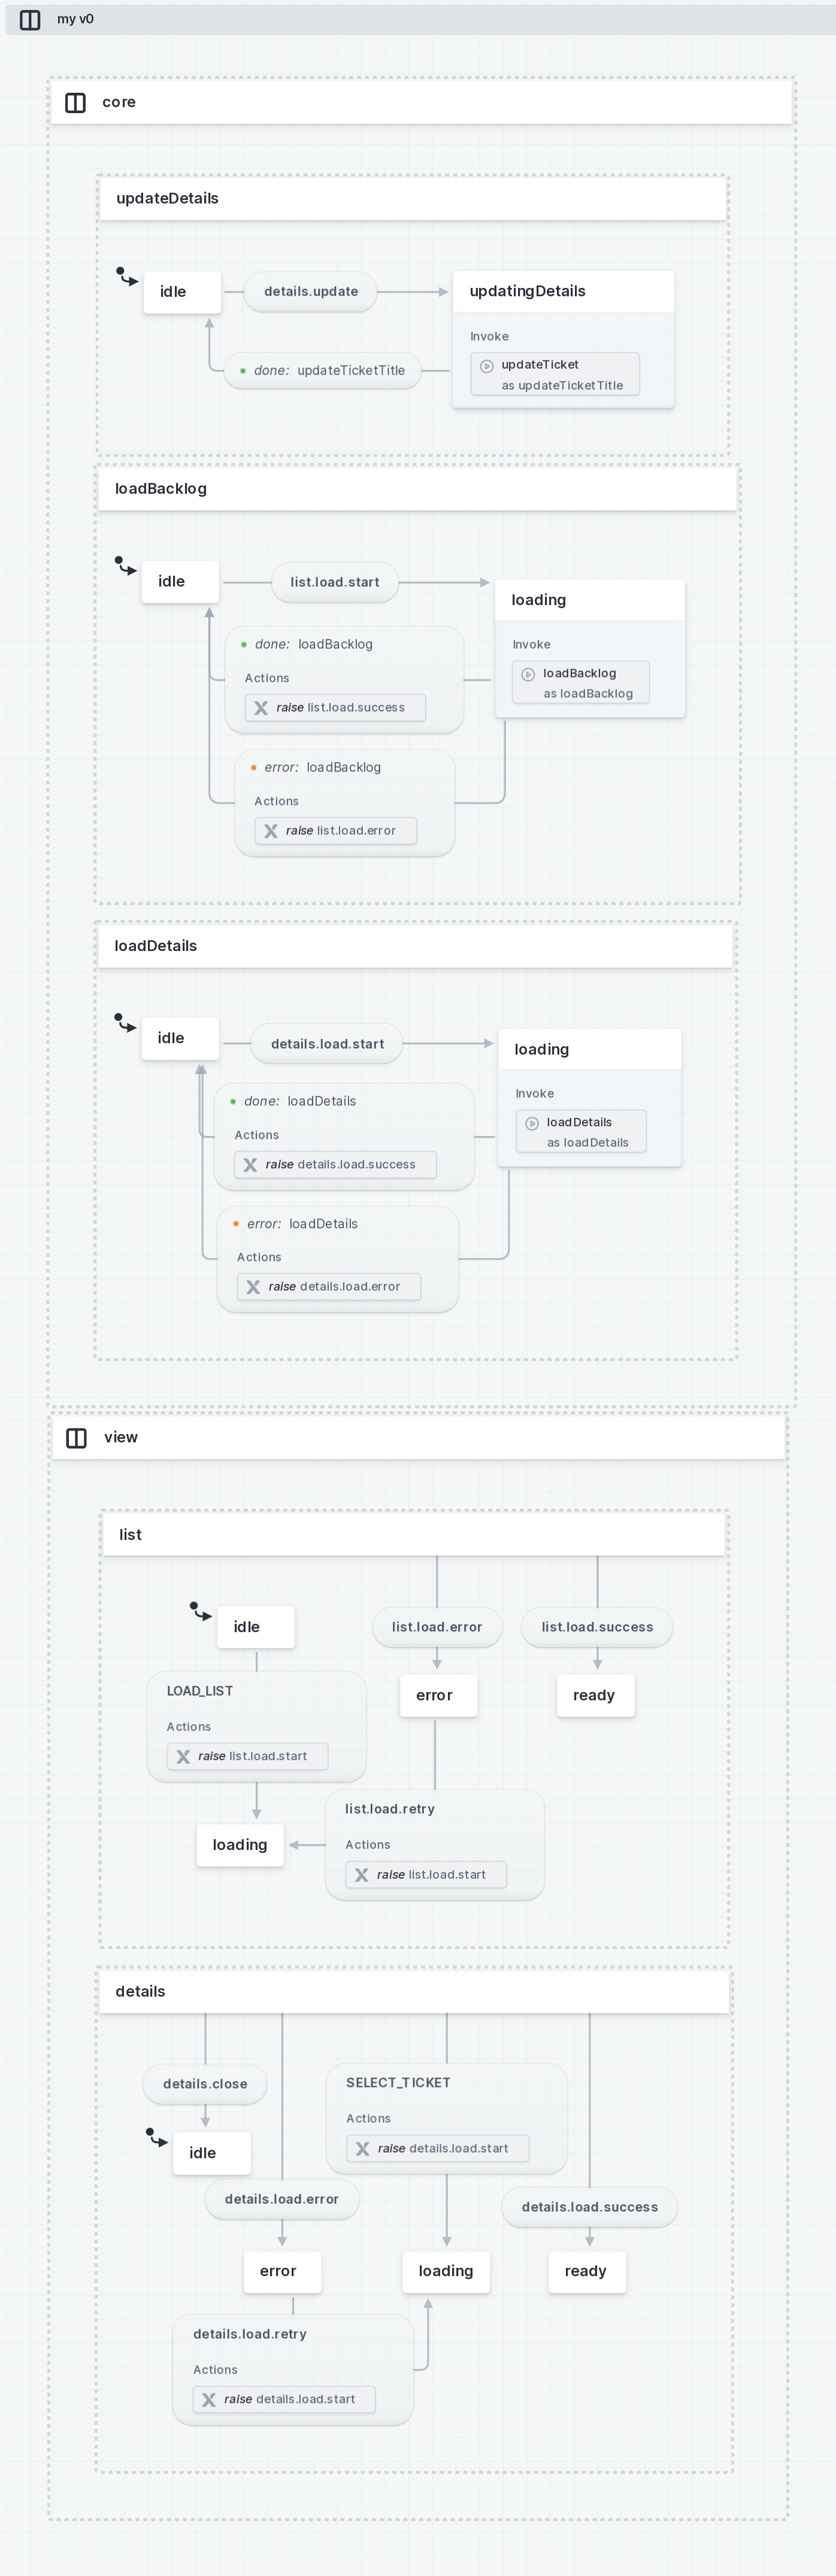 my v0
core
updateDetails
idle
details.update
updatingDetails
Invoke
updateTicket
as updateTicketTitle
done: updateTicketTitle
loadBacklog
idle
list.load.start
loading
Invoke
loadBacklog
as loadBacklog
done: loadBacklog
Actions
raise list.load.success
error: loadBacklog
Actions
raise list.load.error
loadDetails
idle
details.load.start
loading
Invoke
loadDetails
as loadDetails
done: loadDetails
Actions
raise details.load.success
error: loadDetails
Actions
raise details.load.error
view
list
idle
list.load.error
list.load.success
LOAD_LIST
Actions
raise list.load.start
error
ready
loading
list.load.retry
Actions
raise list.load.start
details
details.close
SELECT_TICKET
Actions
raise details.load.start
idle
details.load.error
details.load.success
error
loading
ready
details.load.retry
Actions
raise details.load.start